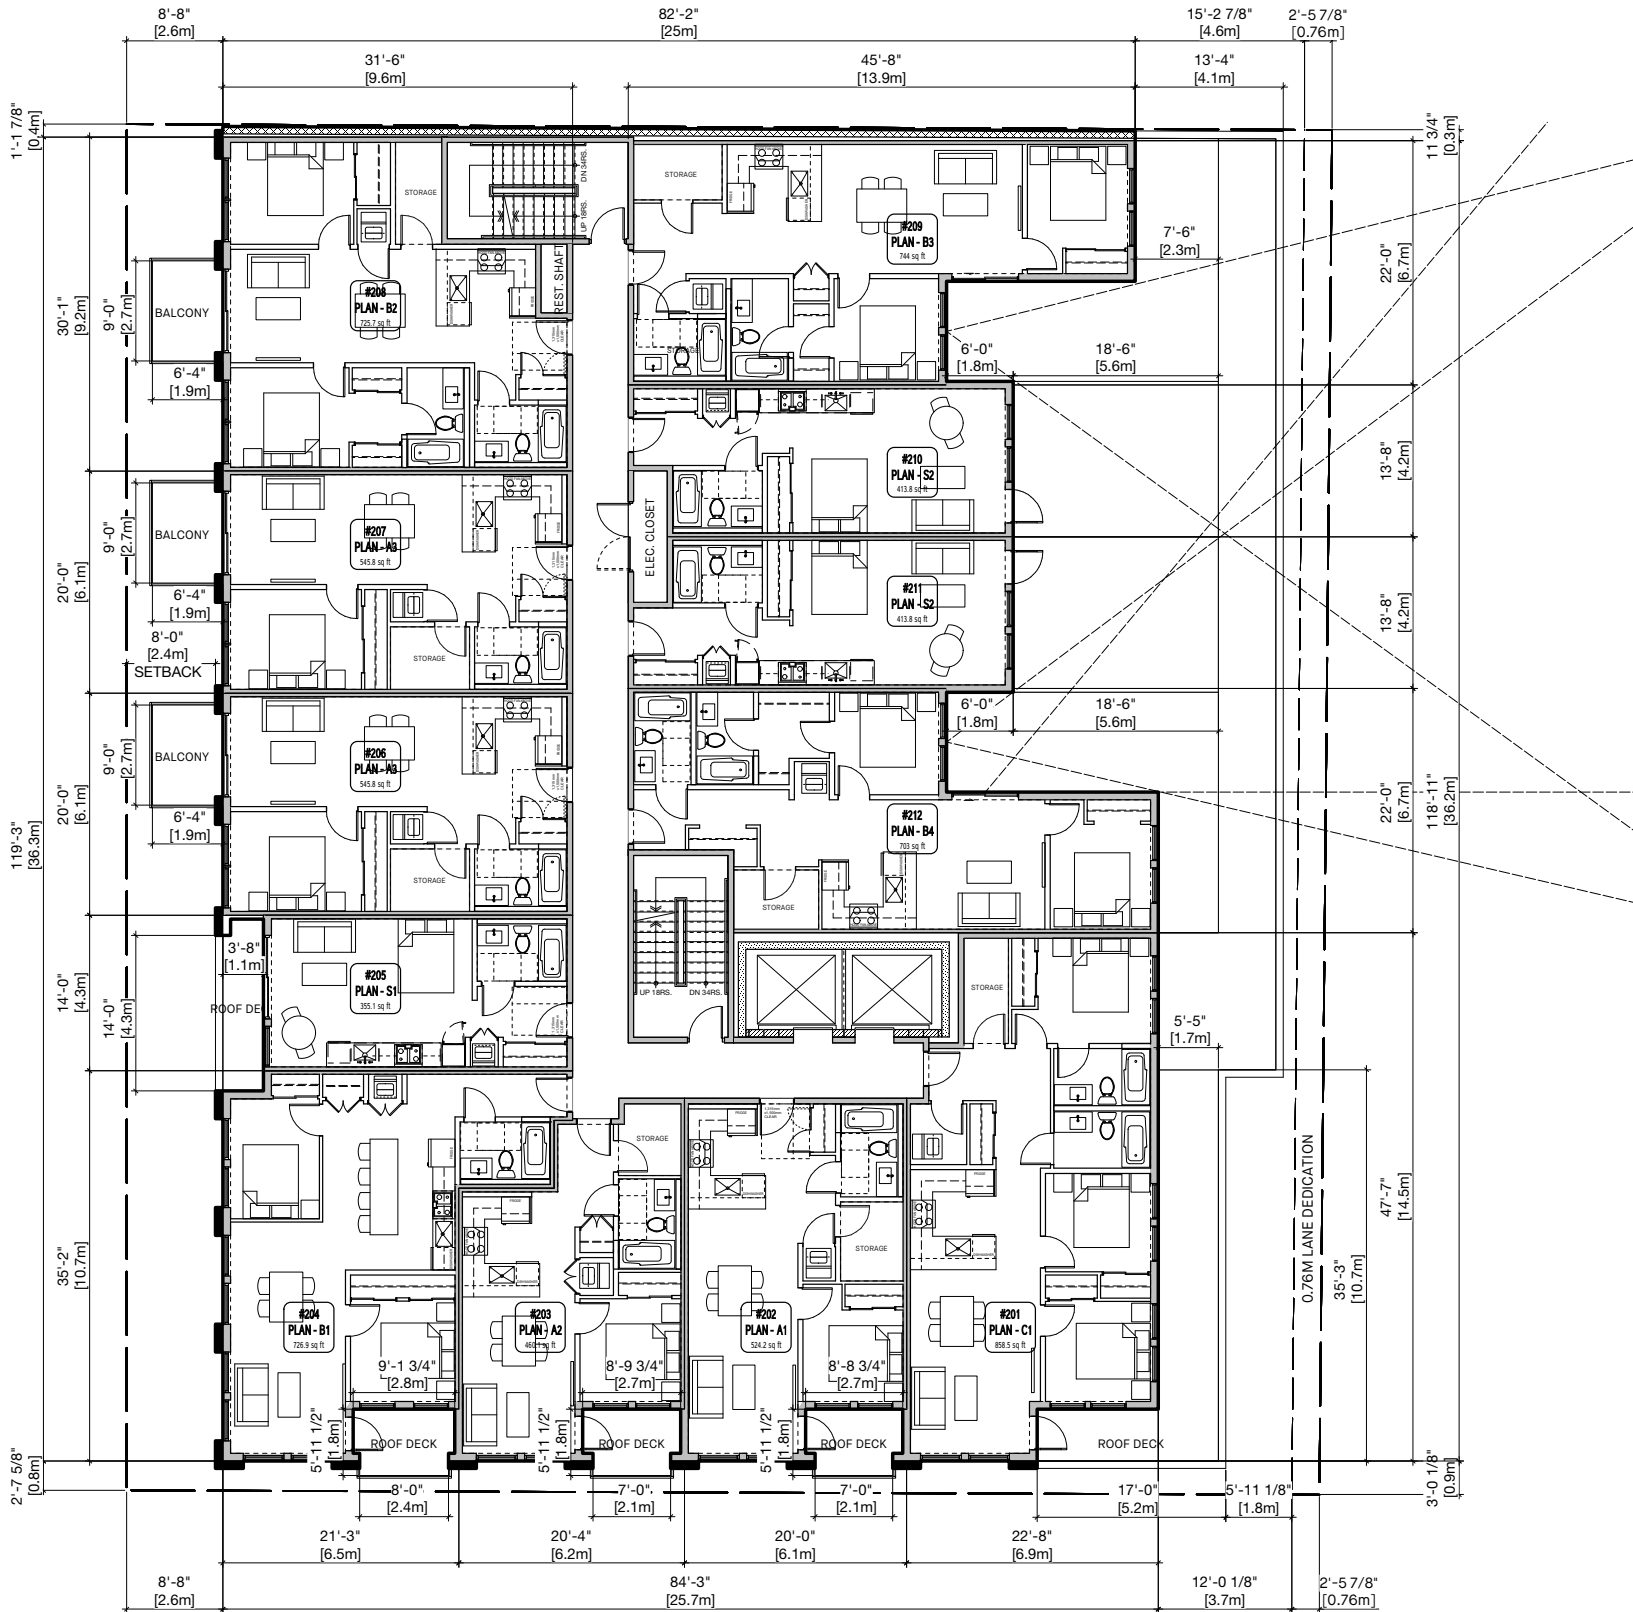 8'-8"
[2.6m]
82'-2"
[25m]
15'-2 7/8"
[4.6m]
2'-5 7/8"
[0.76m]
31'-6"
[9.6m]
45'-8"
[13.9m]
13'-4"
[4.1m]
1'-1 7/8"
[0.4m]
11 3/4"
[0.3m]
STORAGE
DN 34RS.
UP 18RS.
STORAGE
#209
PLAN - B3
744 sq ft
7'-6"
[2.3m]
22'-0"
[6.7m]
REST. SHAFT
30'-1"
[9.2m]
9'-0"
[2.7m]
BALCONY
#208
PLAN - B2
725.7 sq ft
STORAGE
6'-0"
[1.8m]
18'-6"
[5.6m]
6'-4"
[1.9m]
#210
PLAN - S2
413.8 sq ft
13'-8"
[4.2m]
9'-0"
[2.7m]
BALCONY
#207
PLAN - A3
545.8 sq ft
ELEC. CLOSET
20'-0"
[6.1m]
6'-4"
[1.9m]
#211
PLAN - S2
413.8 sq ft
13'-8"
[4.2m]
8'-0"
[2.4m]
SETBACK
STORAGE
6'-0"
[1.8m]
18'-6"
[5.6m]
9'-0"
[2.7m]
BALCONY
#206
PLAN - A3
545.8 sq ft
20'-0"
[6.1m]
6'-4"
[1.9m]
#212
PLAN - B4
703 sq ft
22'-0"
[6.7m]
118'-11"
[36.2m]
119'-3"
[36.3m]
STORAGE
STORAGE
3'-8"
[1.1m]
#205
PLAN - S1
355.1 sq ft
14'-0"
[4.3m]
14'-0"
[4.3m]
ROOF DE
UP 18RS.
DN 34RS.
STORAGE
5'-5"
[1.7m]
STORAGE
FRIDGE
FRIDGE
FRIDGE
STORAGE
47'-7"
[14.5m]
0.76M LANE DEDICATION
35'-3"
[10.7m]
35'-2"
[10.7m]
#204
PLAN - B1
726.9 sq ft
#203
PLAN - A2
460.1 sq ft
#202
PLAN - A1
524.2 sq ft
#201
PLAN - C1
858.5 sq ft
9'-1 3/4"
[2.8m]
8'-9 3/4"
[2.7m]
8'-8 3/4"
[2.7m]
5'-11 1/2"
[1.8m]
ROOF DECK
5'-11 1/2"
[1.8m]
ROOF DECK
5'-11 1/2"
[1.8m]
ROOF DECK
ROOF DECK
2'-7 5/8"
[0.8m]
3'-0 1/8"
[0.9m]
8'-0"
[2.4m]
7'-0"
[2.1m]
7'-0"
[2.1m]
17'-0"
[5.2m]
5'-11 1/8"
[1.8m]
21'-3"
[6.5m]
20'-4"
[6.2m]
20'-0"
[6.1m]
22'-8"
[6.9m]
8'-8"
[2.6m]
84'-3"
[25.7m]
12'-0 1/8"
[3.7m]
2'-5 7/8"
[0.76m]